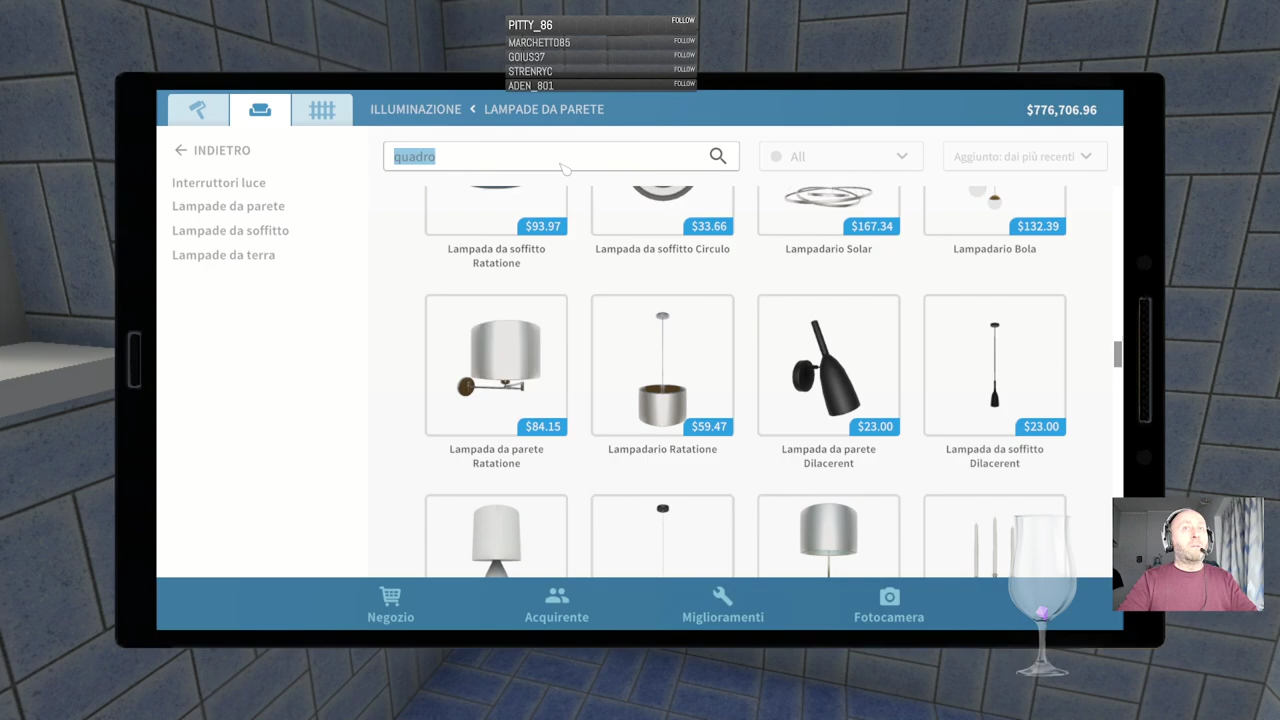 PITTY_86 FOLLOW
MARCHETTO85 FOLLOW
GOIUS37 FOLLOW
STRENRYC FOLLOW
ADEN_801 FOLLOW
ILLUMINAZIONE < LAMPADE DA PARETE
$776,706.96
INDIETRO
quadro
All
Aggiunto: dai più recenti
Interruttori luce
Lampade da parete
Lampade da soffitto
Lampade da terra
$93.97
$33.66
$167.34
$132.39
Lampada da soffitto
Ratatione
Lampada da soffitto Circulo
Lampadario Solar
Lampadario Bola
$84.15
$59.47
$23.00
$23.00
Lampada da parete
Ratatione
Lampadario Ratatione
Lampada da parete
Dilacerent
Lampada da soffitto
Dilacerent
Negozio
Acquirente
Miglioramenti
Fotocamera